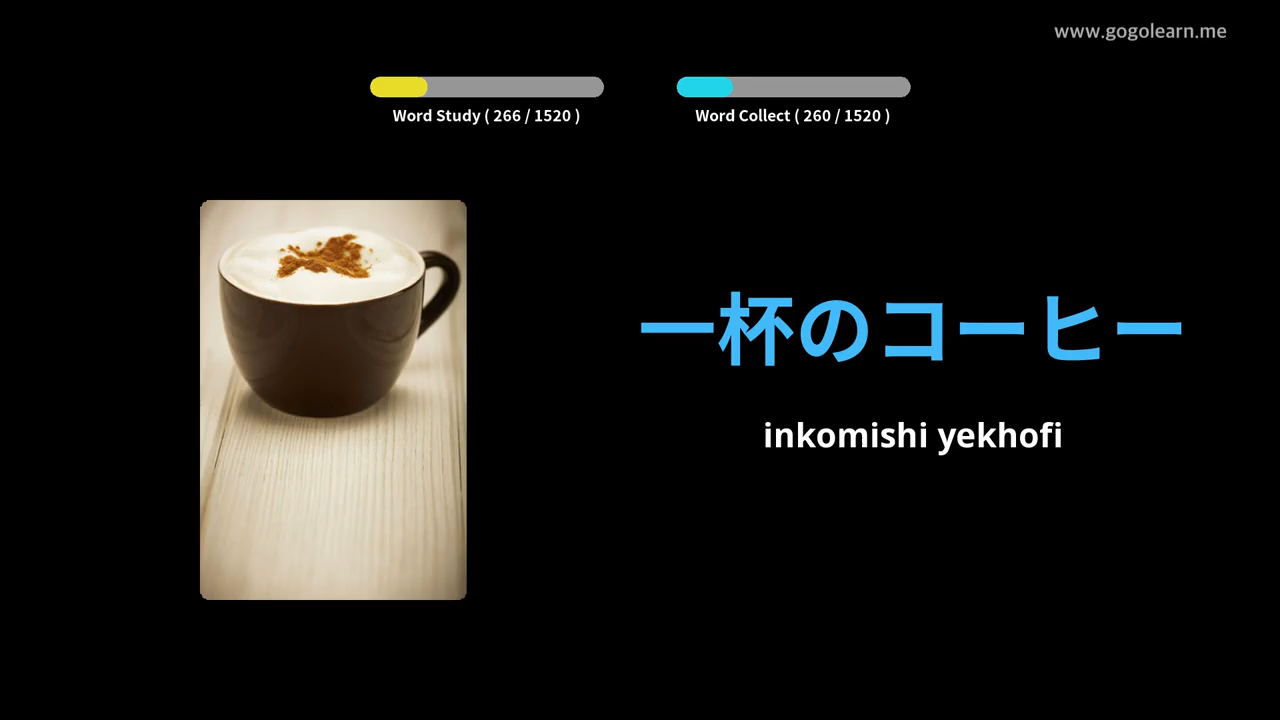 www.gogolearn.me
Word Study ( 266 / 1520 )
Word Collect ( 260 / 1520 )
一杯のコーヒー
inkomishi yekhofi